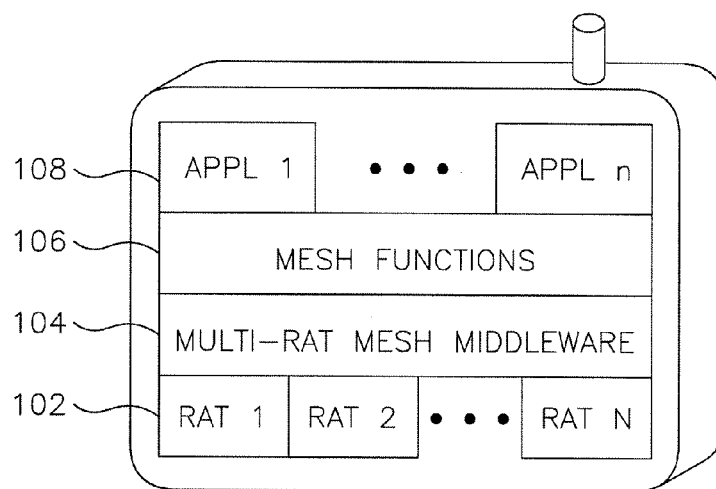 108 APPL 1 • • • APPL n
106 MESH FUNCTIONS
104 MULTI-RAT MESH MIDDLEWARE
102 RAT 1 RAT 2 • • • RAT N